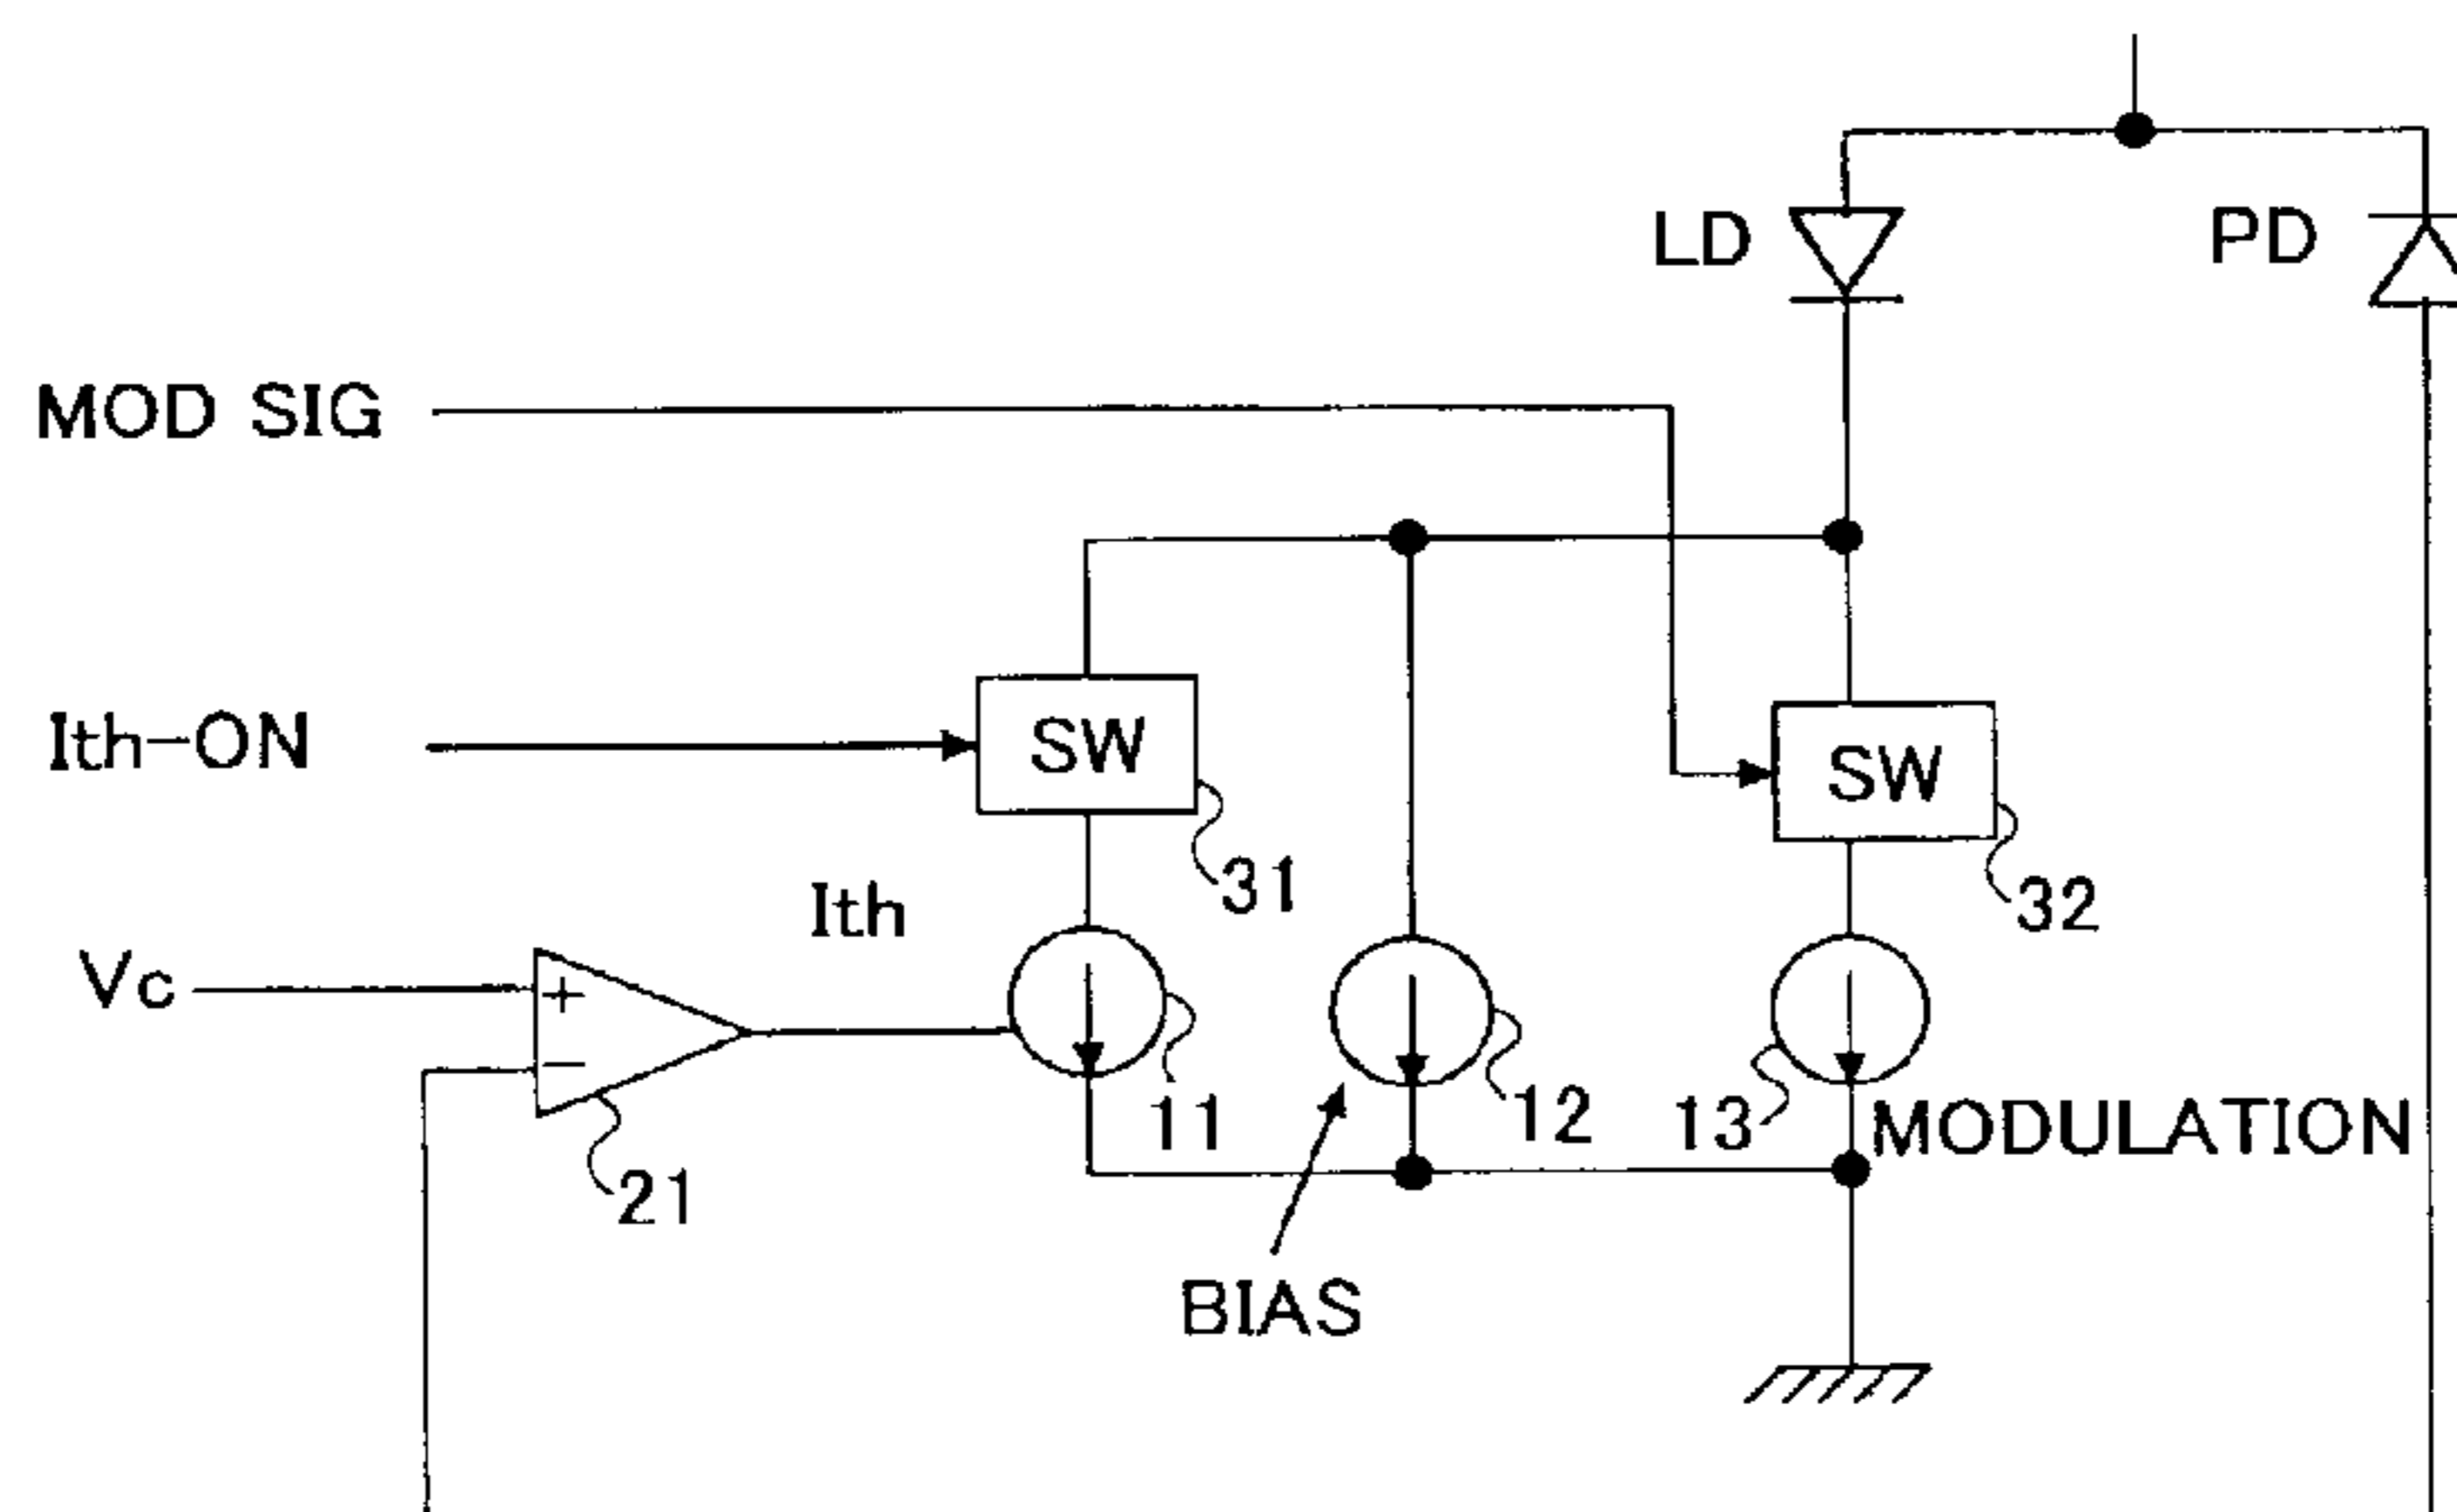 LD
PD
MOD SIG
Ith-ON
SW
SW
31
32
Ith
Vc
+
−
11
12
13
MODULATION
21
BIAS